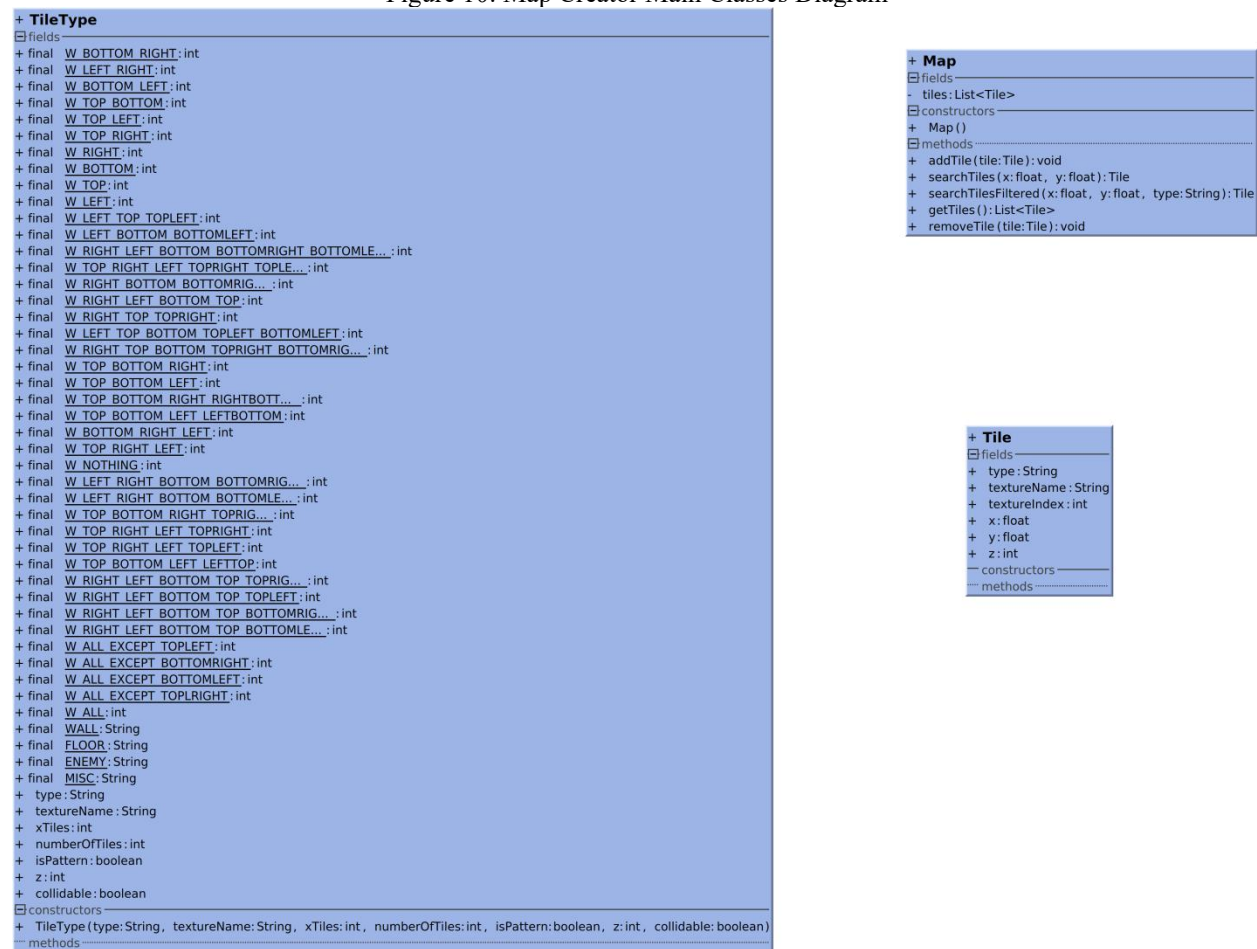 Figure 10: Map Creator Main Classes Diagram
+ TileType
fields
+ final W_BOTTOM_RIGHT : int
+ final W_LEFT_RIGHT : int
+ final W_BOTTOM_LEFT : int
+ final W_TOP_BOTTOM : int
+ final W_TOP_LEFT : int
+ final W_TOP_RIGHT : int
+ final W_RIGHT : int
+ final W_BOTTOM : int
+ final W_TOP : int
+ final W_LEFT : int
+ final W_LEFT_TOP_TOPLEFT : int
+ final W_LEFT_BOTTOM_BOTTOMLEFT : int
+ final W_RIGHT_LEFT_BOTTOM_BOTTOMRIGHT_BOTTOMLE... : int
+ final W_TOP_RIGHT_LEFT_TOPRIGHT_TOPLE... : int
+ final W_RIGHT_BOTTOM_BOTTOMRIG... : int
+ final W_RIGHT_LEFT_BOTTOM_TOP : int
+ final W_RIGHT_TOP_TOPRIGHT : int
+ final W_LEFT_TOP_BOTTOM_TOPLEFT_BOTTOMLEFT : int
+ final W_RIGHT_TOP_BOTTOM_TOPRIGHT_BOTTOMRIG... : int
+ final W_TOP_BOTTOM_RIGHT : int
+ final W_TOP_BOTTOM_LEFT : int
+ final W_TOP_BOTTOM_RIGHT_RIGHTBOTT... : int
+ final W_TOP_BOTTOM_LEFT_LEFTBOTTOM : int
+ final W_BOTTOM_RIGHT_LEFT : int
+ final W_TOP_RIGHT_LEFT : int
+ final W_NOTHING : int
+ final W_LEFT_RIGHT_BOTTOM_BOTTOMRIG... : int
+ final W_LEFT_RIGHT_BOTTOM_BOTTOMLE... : int
+ final W_TOP_BOTTOM_RIGHT_TOPRIG... : int
+ final W_TOP_RIGHT_LEFT_TOPRIGHT : int
+ final W_TOP_RIGHT_LEFT_TOPLEFT : int
+ final W_TOP_BOTTOM_LEFT_LEFTTOP : int
+ final W_RIGHT_LEFT_BOTTOM_TOP_TOPRIG... : int
+ final W_RIGHT_LEFT_BOTTOM_TOP_TOPLEFT : int
+ final W_RIGHT_LEFT_BOTTOM_TOP_BOTTOMRIG... : int
+ final W_RIGHT_LEFT_BOTTOM_TOP_BOTTOMLE... : int
+ final W_ALL_EXCEPT_TOPLEFT : int
+ final W_ALL_EXCEPT_BOTTOMRIGHT : int
+ final W_ALL_EXCEPT_BOTTOMLEFT : int
+ final W_ALL_EXCEPT_TOPLRIGHT : int
+ final W_ALL : int
+ final WALL : String
+ final FLOOR : String
+ final ENEMY : String
+ final MISC : String
+ type : String
+ textureName : String
+ xTiles : int
+ numberOfTiles : int
+ isPattern : boolean
+ z : int
+ collidable : boolean
constructors
+ TileType (type: String, textureName: String, xTiles: int, numberOfTiles: int, isPattern: boolean, z: int, collidable: boolean)
methods
+ Map
fields
- tiles : List<Tile>
constructors
+ Map ()
methods
+ addTile (tile: Tile) : void
+ searchTiles (x: float, y: float) : Tile
+ searchTilesFiltered (x: float, y: float, type: String) : Tile
+ getTiles () : List<Tile>
+ removeTile (tile: Tile) : void
+ Tile
fields
+ type : String
+ textureName : String
+ textureIndex : int
+ x : float
+ y : float
+ z : int
constructors
methods